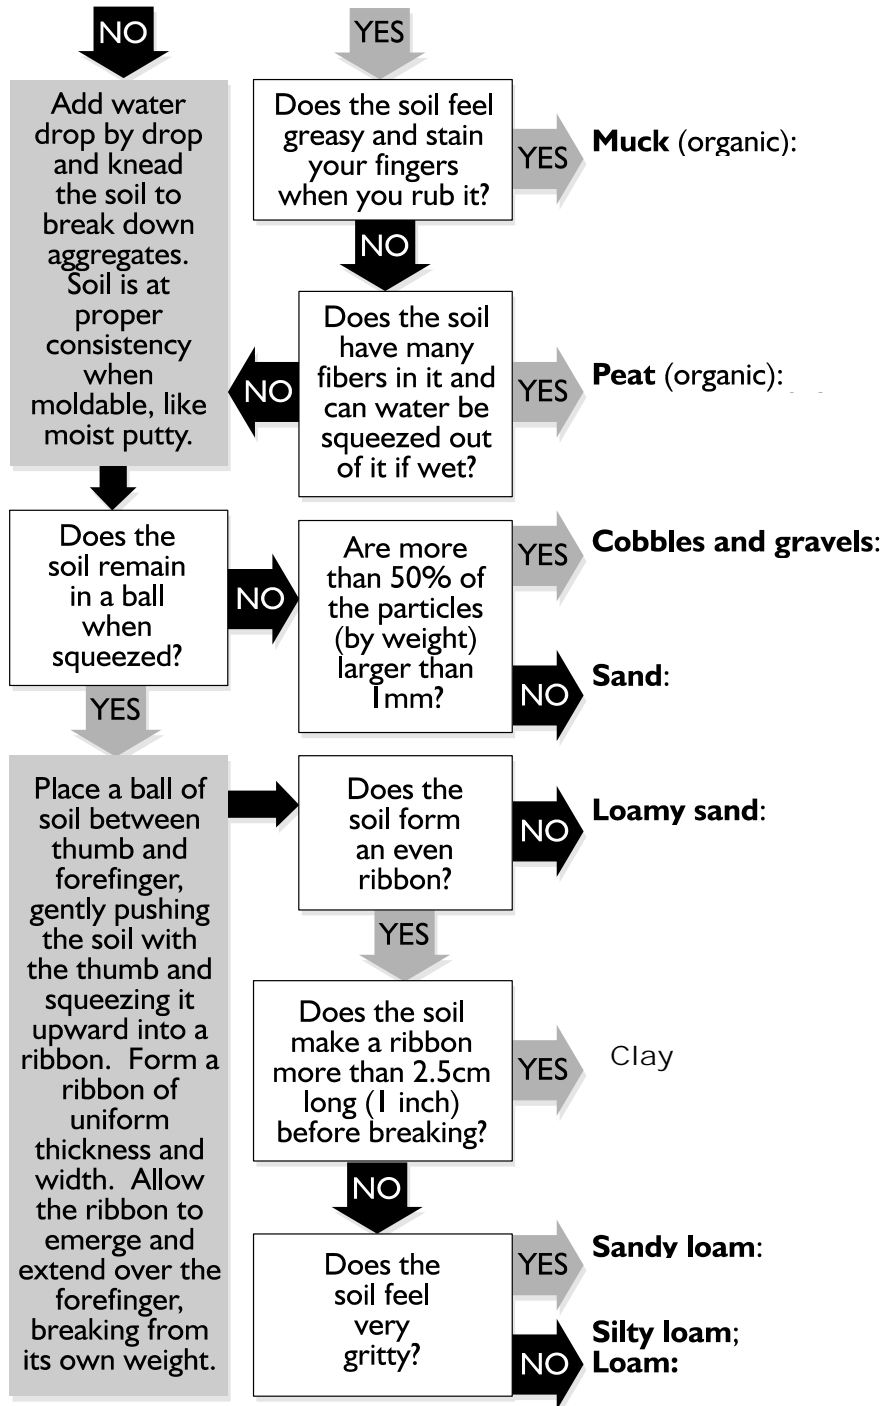 NO
YES
Add water
drop by drop
and knead
the soil to
break down
aggregates.
Soil is at
proper
consistency
when
moldable, like
moist putty.
Does the soil feel
greasy and stain
your fingers
when you rub it?
YES
Muck (organic):
NO
Does the soil
have many
fibers in it and
can water be
squeezed out
of it if wet?
NO
YES
Peat (organic):
Does the
soil remain
in a ball
when
squeezed?
NO
Are more
than 50% of
the particles
(by weight)
larger than
1mm?
YES
Cobbles and gravels:
NO
Sand:
YES
Place a ball of
soil between
thumb and
forefinger,
gently pushing
the soil with
the thumb and
squeezing it
upward into a
ribbon. Form a
ribbon of
uniform
thickness and
width. Allow
the ribbon to
emerge and
extend over the
forefinger,
breaking from
its own weight.
Does the
soil form
an even
ribbon?
NO
Loamy sand:
YES
Does the soil
make a ribbon
more than 2.5cm
long (1 inch)
before breaking?
YES
Clay
NO
Does the
soil feel
very
gritty?
YES
Sandy loam:
NO
Silty loam;
Loam: